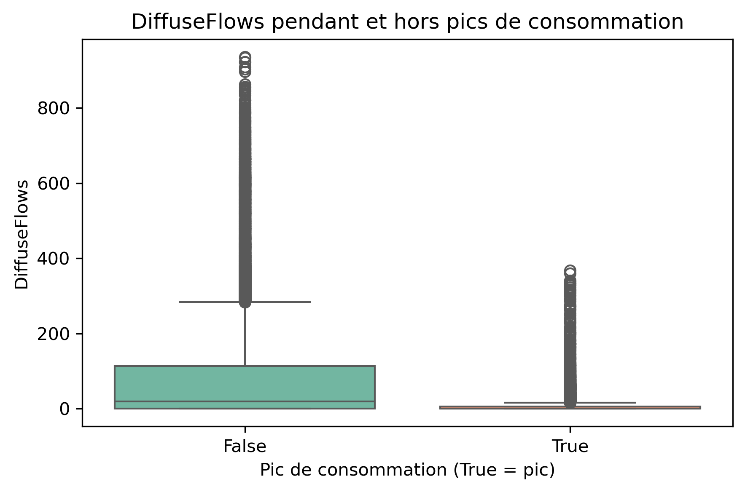 DiffuseFlows pendant et hors pics de consommation
DiffuseFlows
800
600
400
200
0
False
True
Pic de consommation (True = pic)